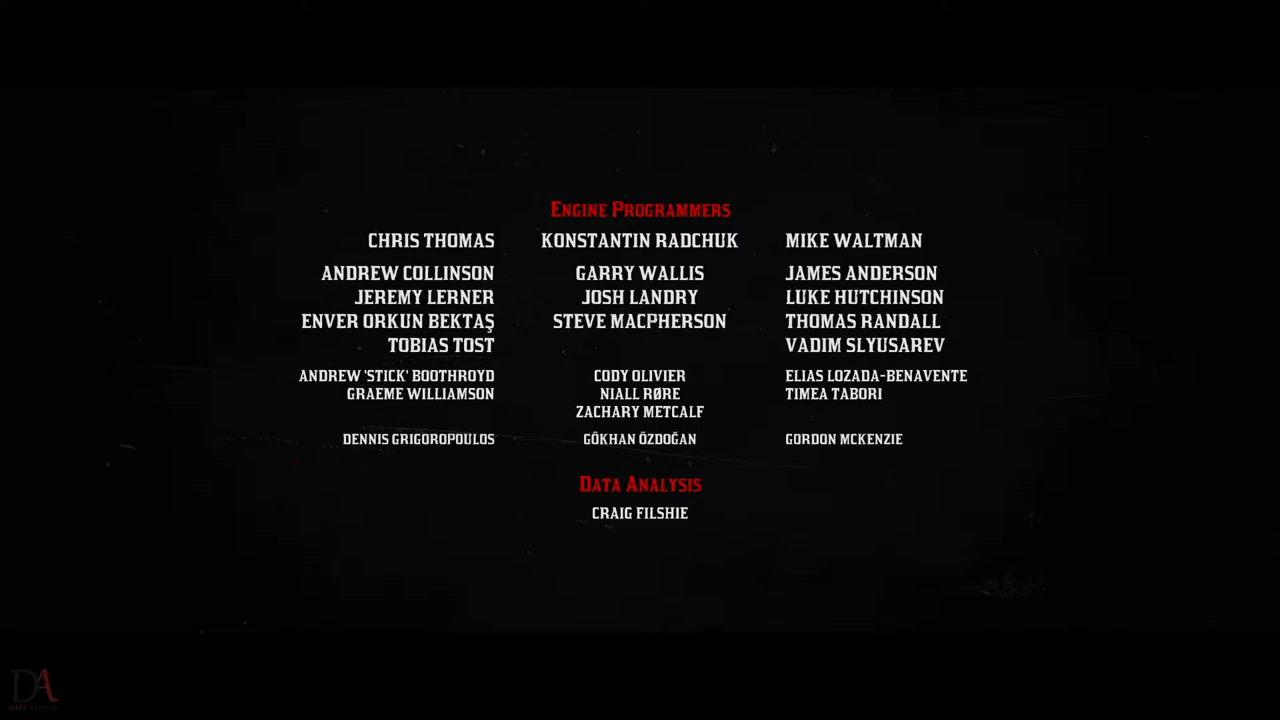 Engine Programmers
CHRIS THOMAS KONSTANTIN RADCHUK MIKE WALTMAN
ANDREW COLLINSON GARRY WALLIS JAMES ANDERSON
JEREMY LERNER JOSH LANDRY LUKE HUTCHINSON
ENVER ORKUN BEKTAŞ STEVE MACPHERSON THOMAS RANDALL
TOBIAS TOST VADIM SLYUSAREV
ANDREW 'STICK' BOOTHROYD CODY OLIVIER ELIAS LOZADA-BENAVENTE
GRAEME WILLIAMSON NIALL RØRE TIMEA TABORI
ZACHARY METCALF
DENNIS GRIGOROPOULOS GÖKHAN ÖZDOĞAN GORDON MCKENZIE
Data Analysis
CRAIG FILSHIE
DA